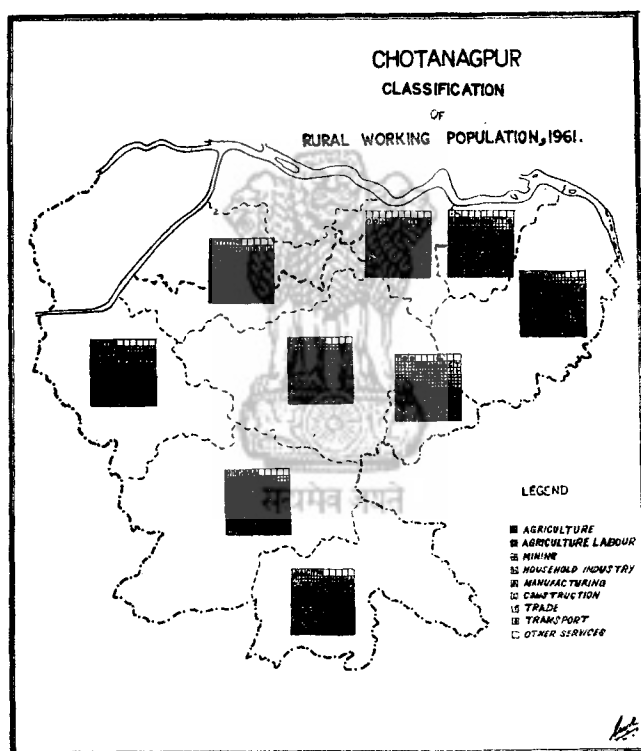 CHOTANAGPUR
CLASSIFICATION
OF
RURAL WORKING POPULATION, 1961.
सत्यमेव जयते
LEGEND
AGRICULTURE
AGRICULTURE LABOUR
MINING
HOUSEHOLD INDUSTRY
MANUFACTURING
CONSTRUCTION
TRADE
TRANSPORT
OTHER SERVICES